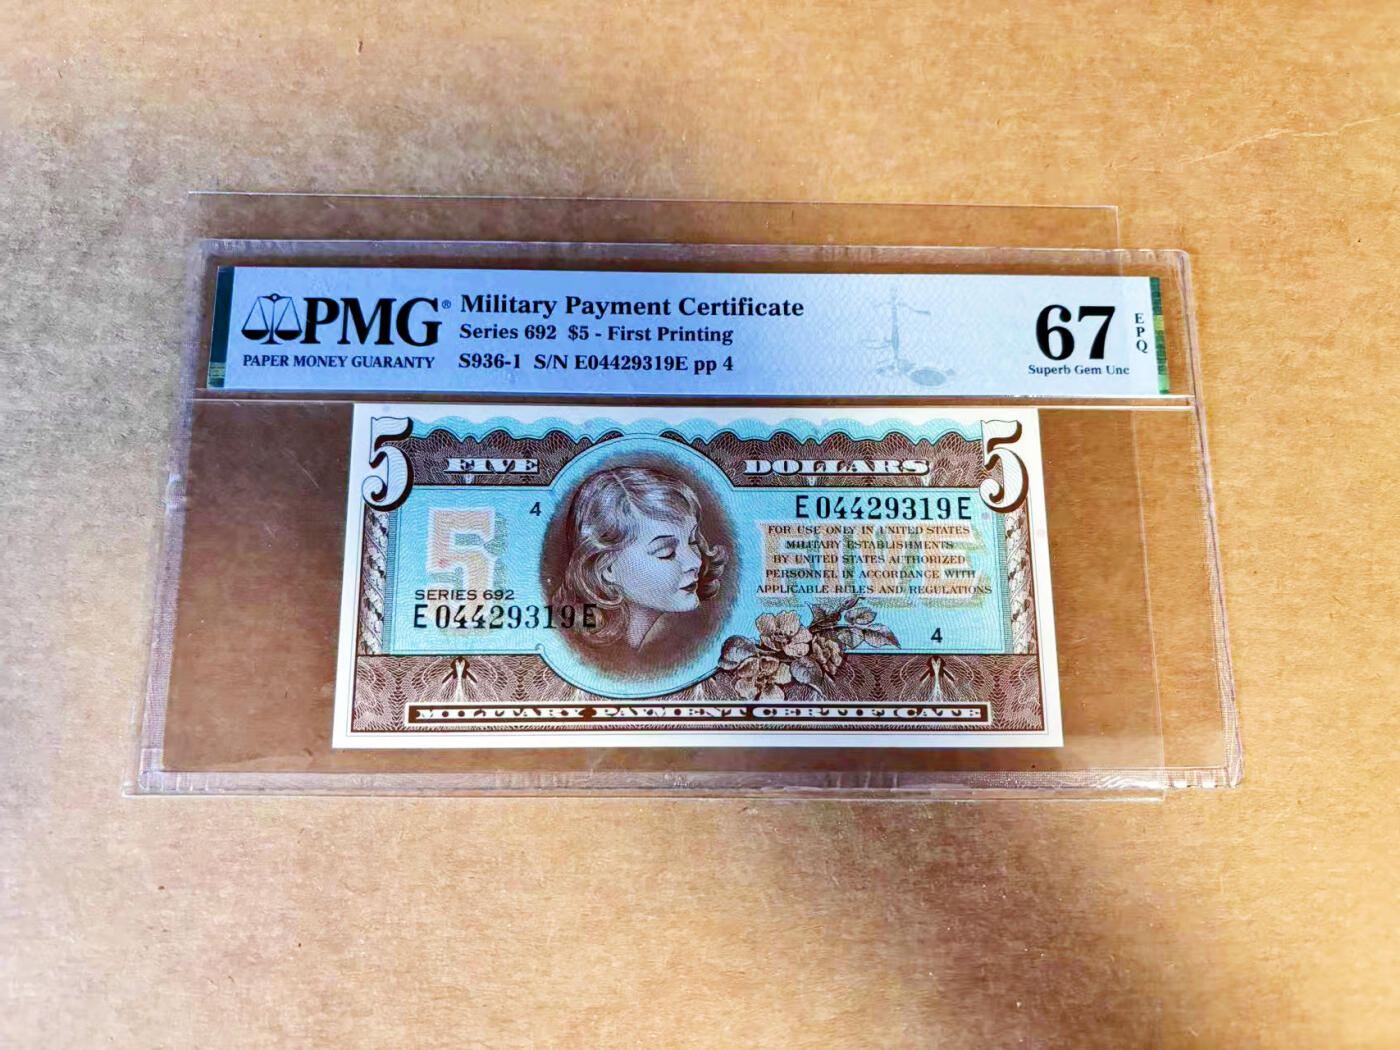 PMG®
PAPER MONEY GUARANTY
Military Payment Certificate
Series 692 $5 - First Printing
S936-1 S/N E04429319E pp 4
67
EPQ
Superb Gem Unc
5
FIVE
DOLLARS
5
4
E04429319E
5
FIVE
FOR USE ONLY IN UNITED STATES
MILITARY ESTABLISHMENTS
BY UNITED STATES AUTHORIZED
PERSONNEL IN ACCORDANCE WITH
APPLICABLE RULES AND REGULATIONS
SERIES 692
E04429319E
4
MILITARY PAYMENT CERTIFICATE